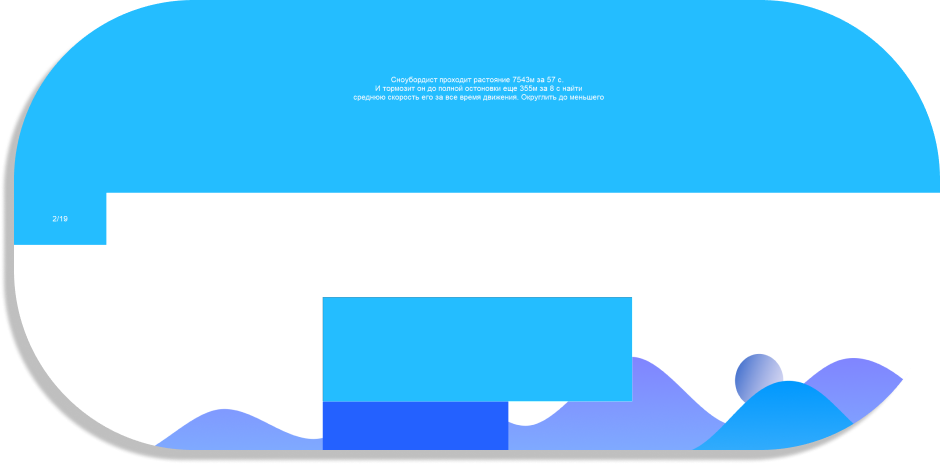 Сноубордист проходит растояние 7543м за 57 с.
И тормозит он до полной остоновки еще 355м за 8 с найти
среднюю скорость его за все время движения. Округлить до меньшего
2/19